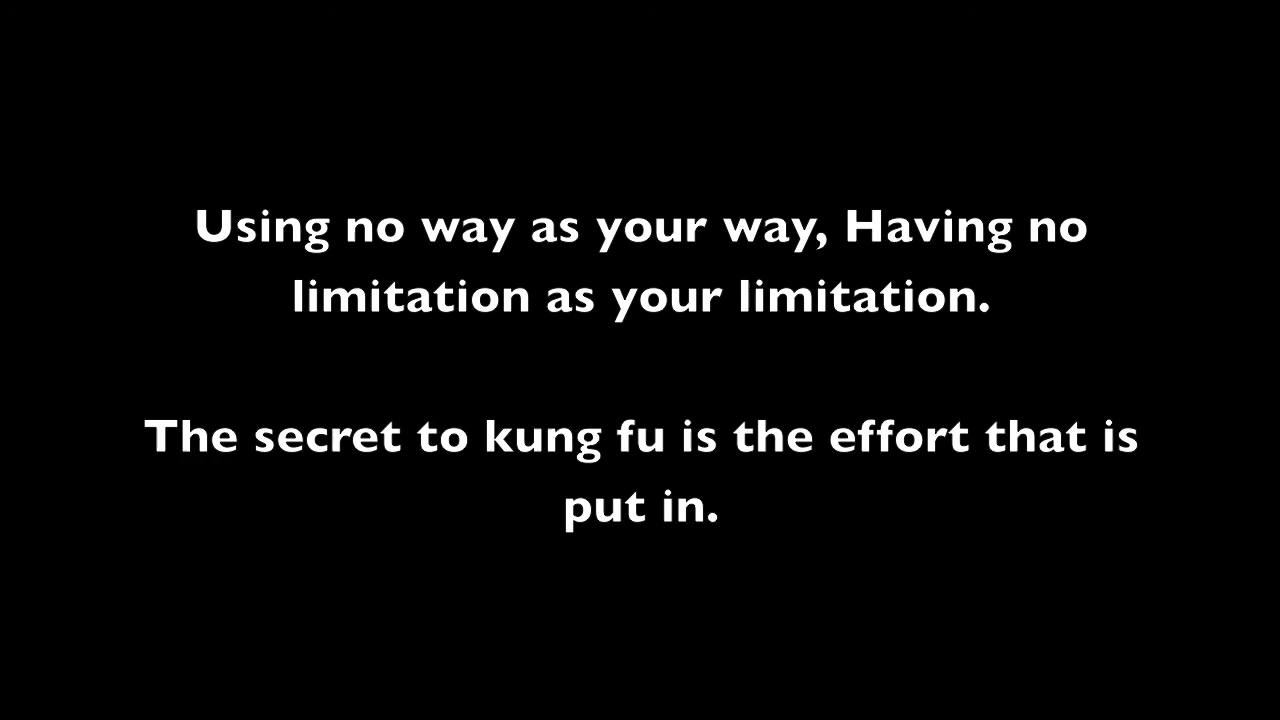 Using no way as your way, Having no
limitation as your limitation.
The secret to kung fu is the effort that is
put in.